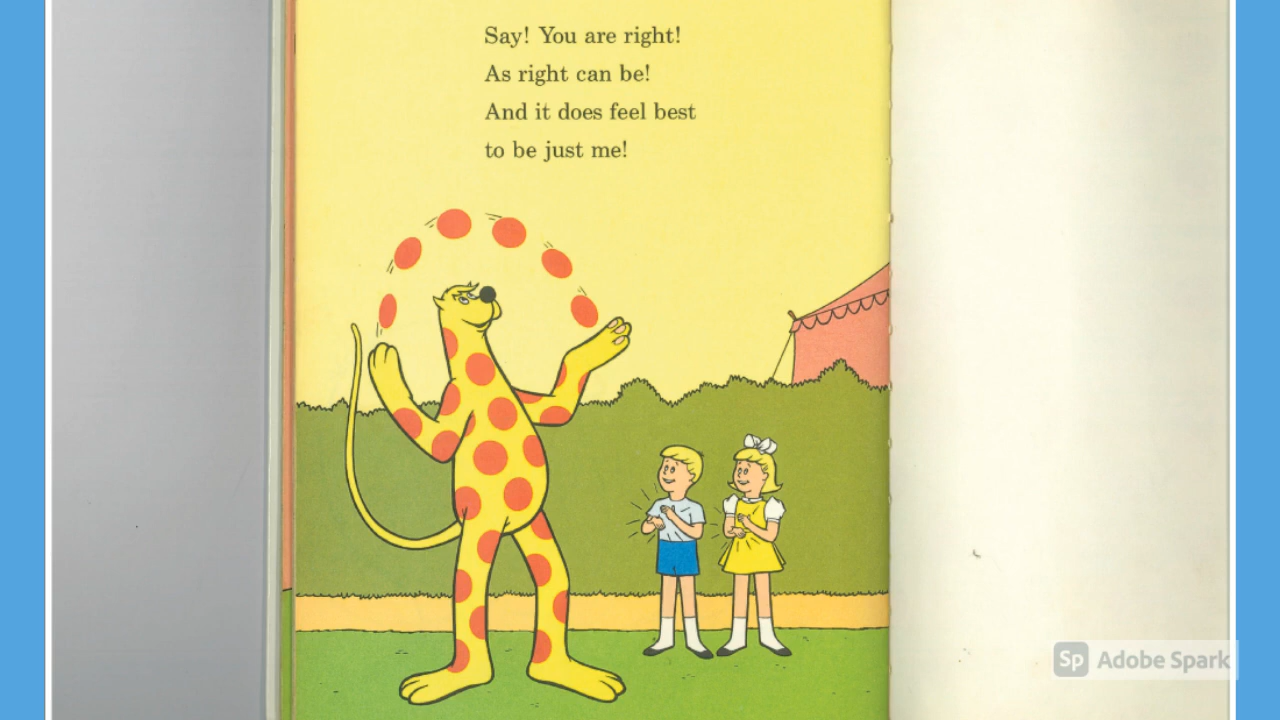 Say! You are right!
As right can be!
And it does feel best
to be just me!
Sp Adobe Spark